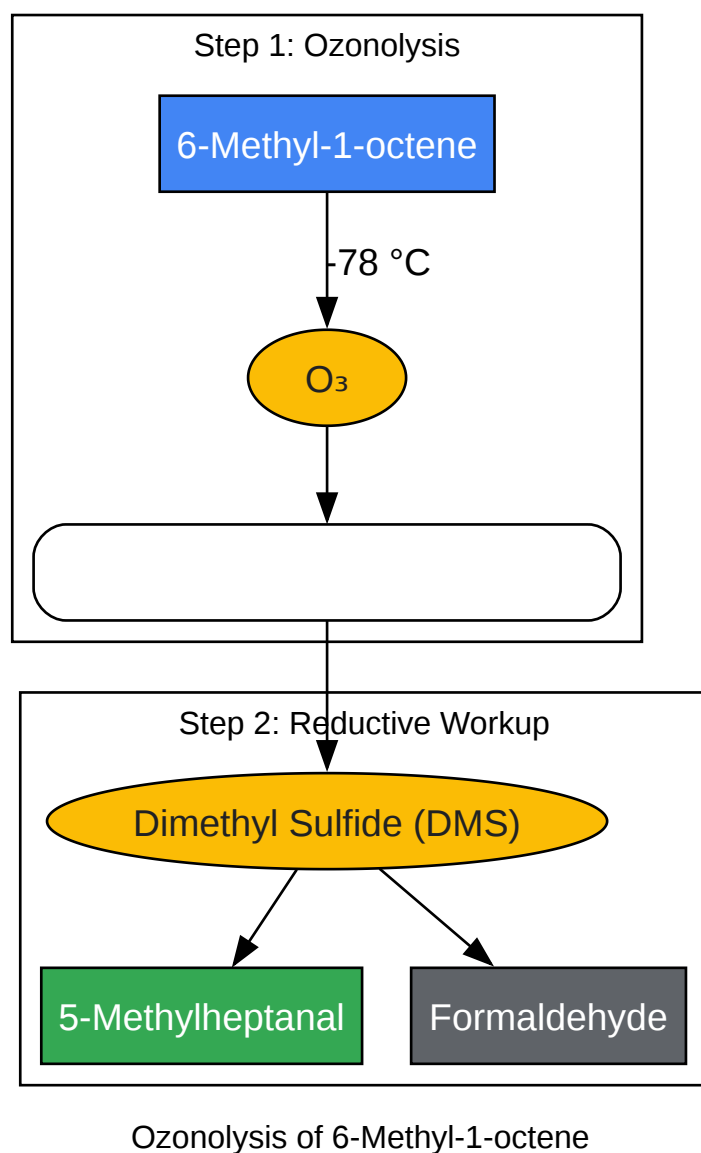 Step 1: Ozonolysis
6-Methyl-1-octene
-78 °C
O₃
Step 2: Reductive Workup
Dimethyl Sulfide (DMS)
5-Methylheptanal
Formaldehyde
Ozonolysis of 6-Methyl-1-octene